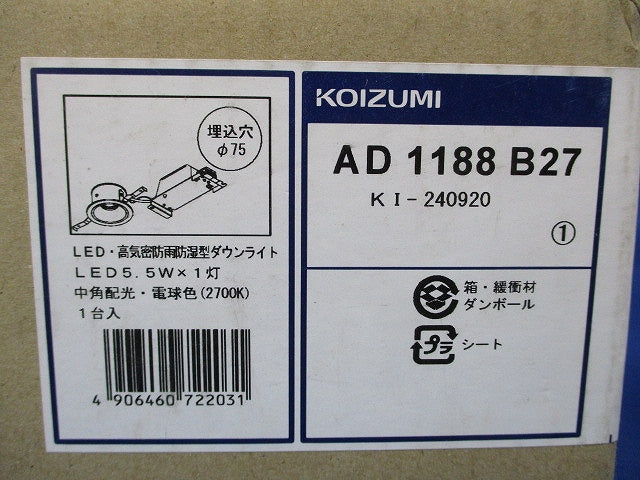 埋込穴
φ75
LED・高気密防雨防湿型ダウンライト
LED5.5W×1灯
中角配光・電球色(2700K)
1台入
4 906460 722031
KOIZUMI
AD 1188 B27
KI-240920
①
箱・緩衝材
ダンボール
プラ
シート